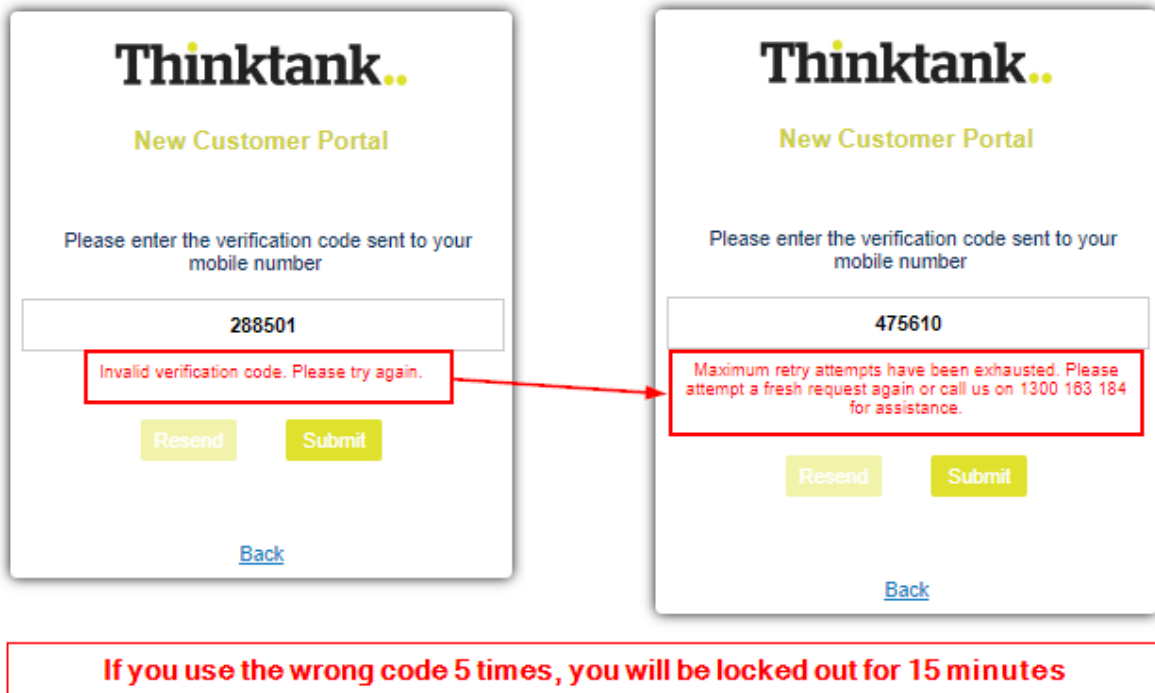 Thinktank..
New Customer Portal
Please enter the verification code sent to your
mobile number
288501
Invalid verification code. Please try again.
Resend
Submit
Back
Thinktank..
New Customer Portal
Please enter the verification code sent to your
mobile number
475610
Maximum retry attempts have been exhausted. Please
attempt a fresh request again or call us on 1300 163 184
for assistance.
Resend
Submit
Back
If you use the wrong code 5 times, you will be locked out for 15 minutes